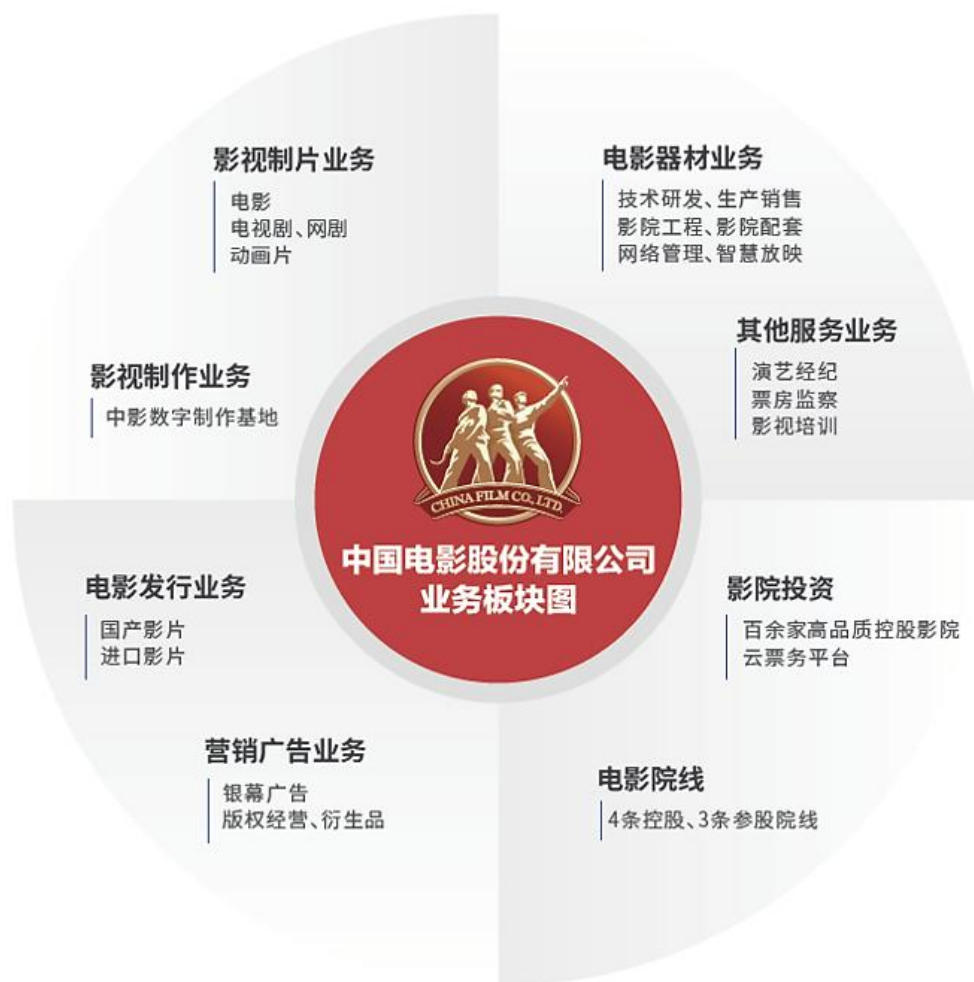 影视制片业务
电影
电视剧、网剧
动画片
影视制作业务
中影数字制作基地
电影器材业务
技术研发、生产销售
影院工程、影院配套
网络管理、智慧放映
其他服务业务
演艺经纪
票房监察
影视培训
CHINA FILM CO., LTD.
中国电影股份有限公司
业务板块图
电影发行业务
国产影片
进口影片
营销广告业务
银幕广告
版权经营、衍生品
影院投资
百余家高品质控股影院
云票务平台
电影院线
4条控股、3条参股院线